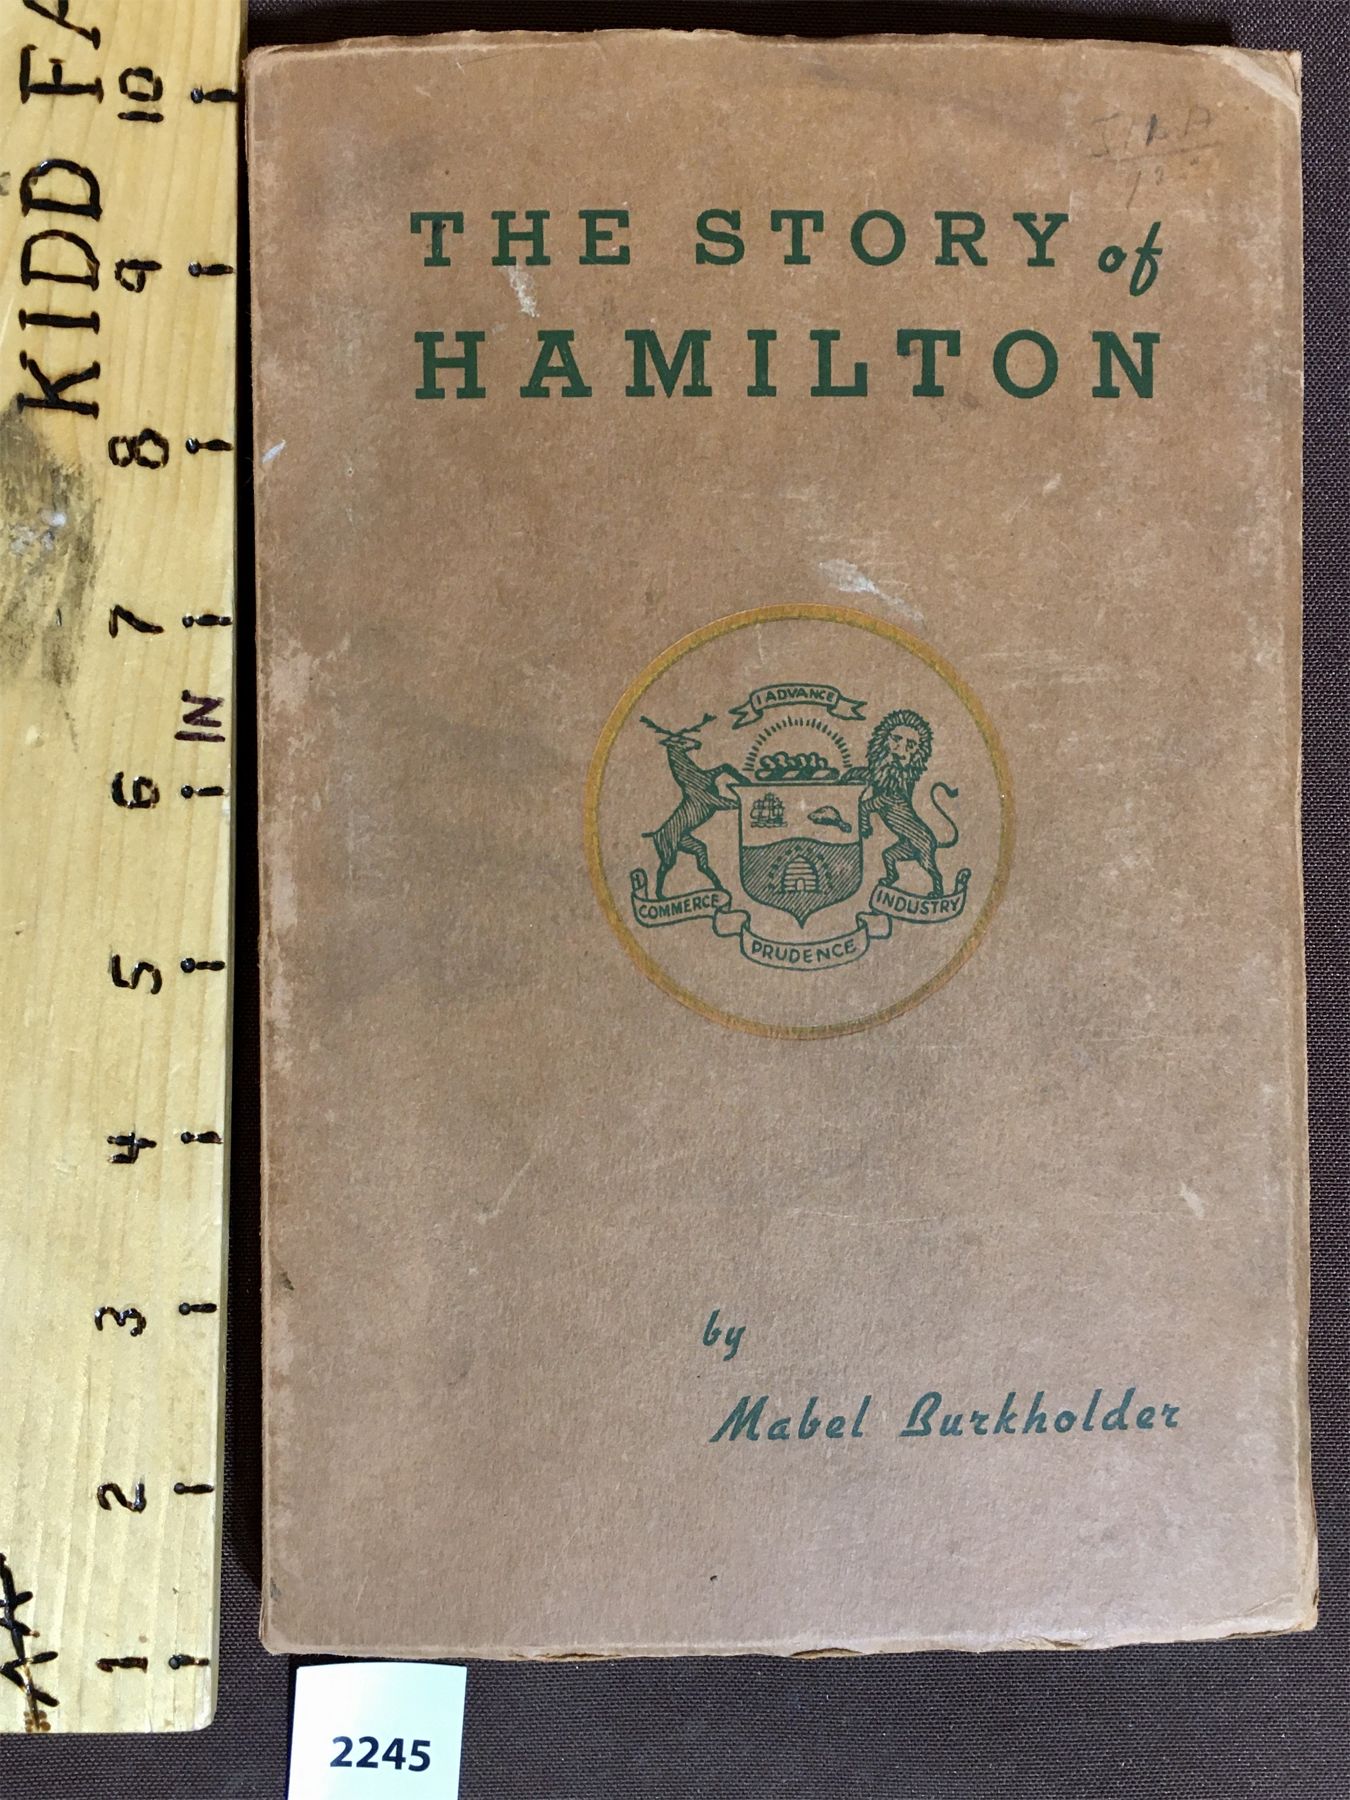 THE STORY of
HAMILTON
I ADVANCE
COMMERCE
PRUDENCE
INDUSTRY
by
Mabel Burkholder
KIDD FA
10
9
8
7
IN
6
5
4
3
2
1
2245